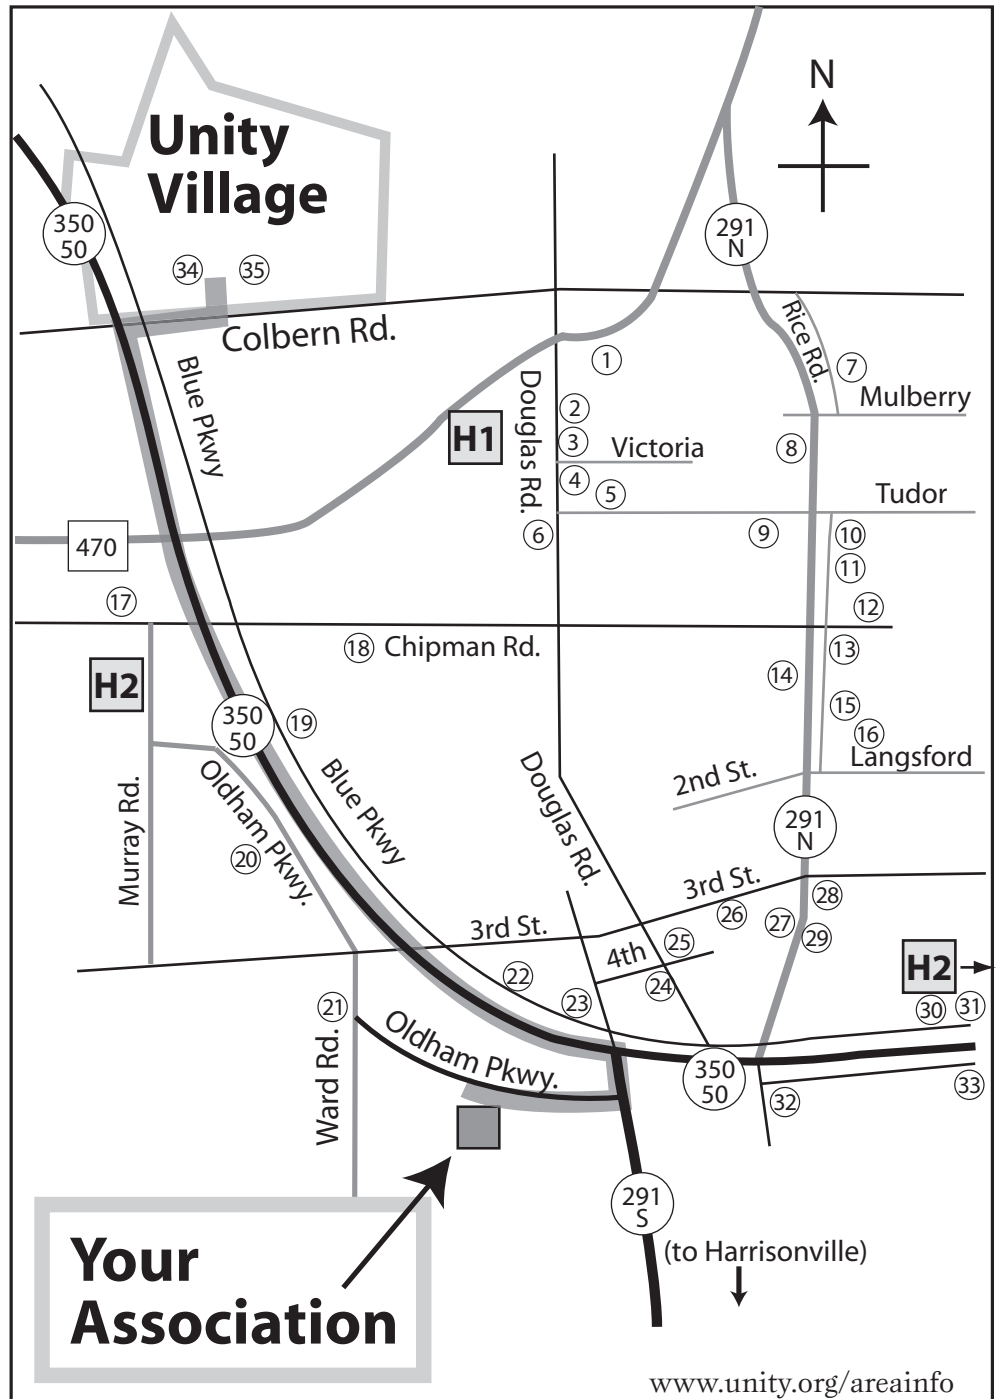 Unity
Village
N
350
50
291
N
34
35
Colbern Rd.
Rice Rd.
Blue Pkwy
1
7
Douglas Rd.
2
Mulberry
H1
3
Victoria
8
4
5
Tudor
6
9
10
470
11
17
12
18
Chipman Rd.
13
H2
14
350
50
19
15
16
Langsford
2nd St.
Oldham Pkwy.
Blue Pkwy
Douglas Rd.
Murray Rd.
20
291
N
3rd St.
28
26
27
3rd St.
25
29
4th
H2
22
24
21
23
30
31
Oldham Pkwy.
Ward Rd.
350
50
32
33
291
S
Your
Association
(to Harrisonville)
www.unity.org/areainfo